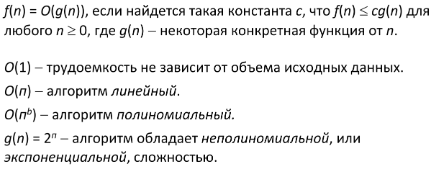 f(n) = O(g(n)), если найдется такая константа c, что f(n) ≤ cg(n) для
любого n ≥ 0, где g(n) – некоторая конкретная функция от n.
O(1) – трудоемкость не зависит от объема исходных данных.
O(n) – алгоритм линейный.
O(nᵇ) – алгоритм полиномиальный.
g(n) = 2ⁿ – алгоритм обладает неполиномиальной, или
экспоненциальной, сложностью.